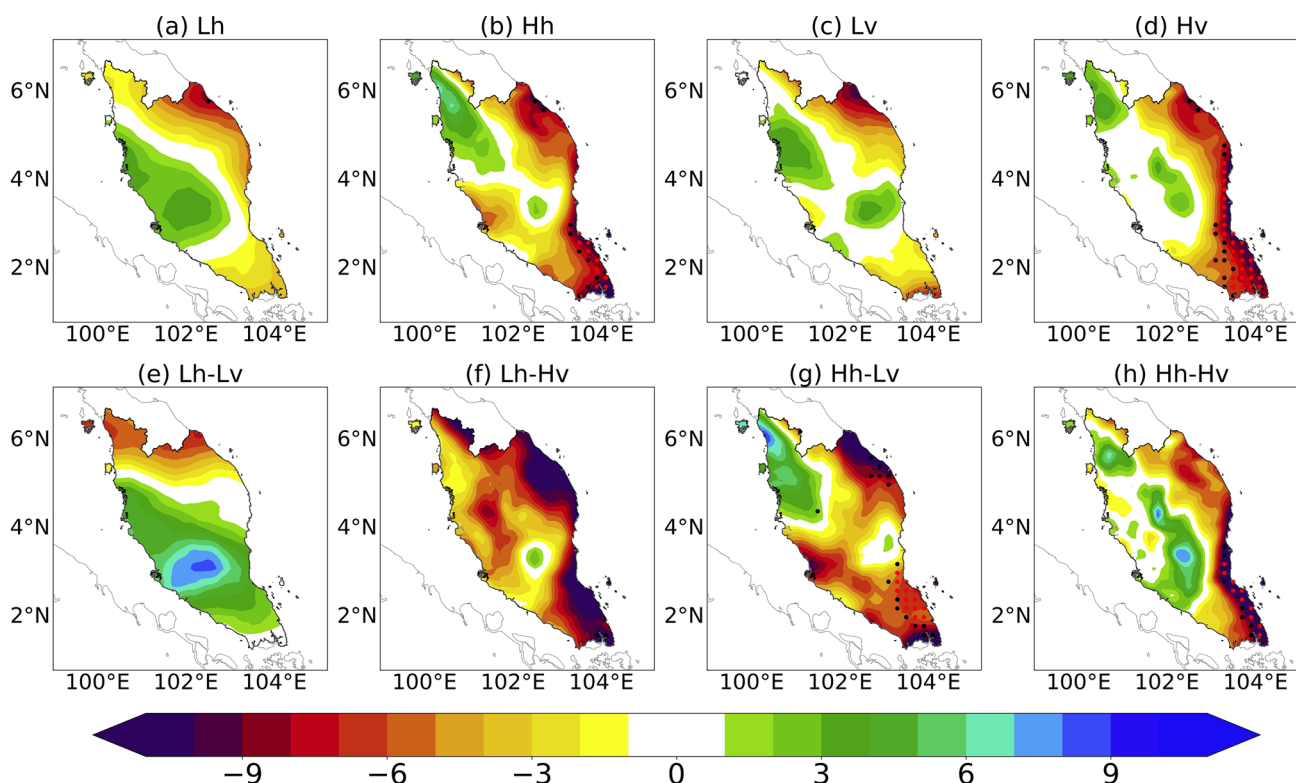 (a) Lh (b) Hh (c) Lv (d) Hv
6°N 6°N 6°N 6°N
4°N 4°N 4°N 4°N
2°N 2°N 2°N 2°N
100°E 102°E 104°E 100°E 102°E 104°E 100°E 102°E 104°E 100°E 102°E 104°E
(e) Lh-Lv (f) Lh-Hv (g) Hh-Lv (h) Hh-Hv
6°N 6°N 6°N 6°N
4°N 4°N 4°N 4°N
2°N 2°N 2°N 2°N
100°E 102°E 104°E 100°E 102°E 104°E 100°E 102°E 104°E 100°E 102°E 104°E
−9 −6 −3 0 3 6 9